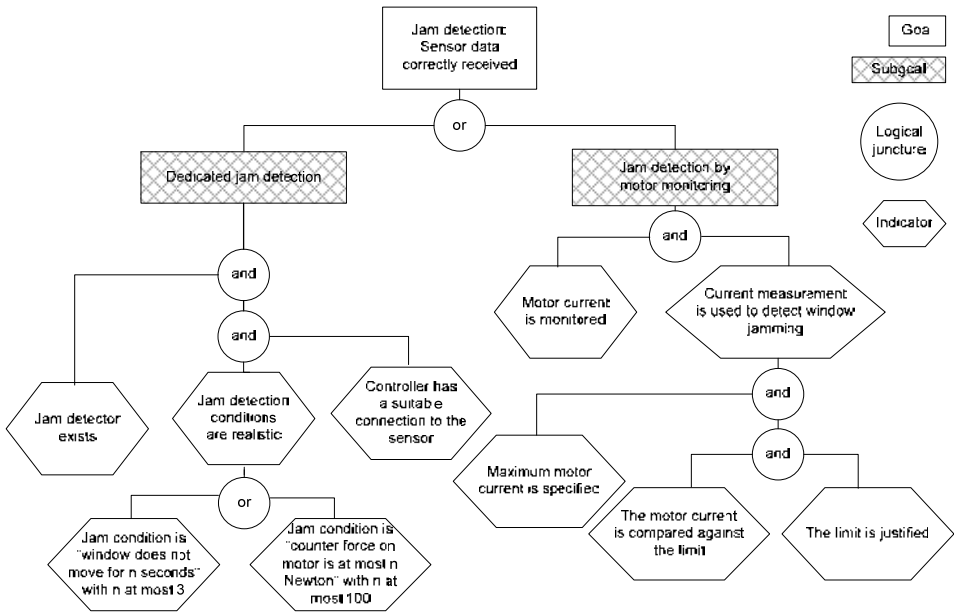 Jam detection:
Sensor data
correctly received
Goa
Subgoal
or
Logical
juncture
Dedicated jam detection
Jam detection by
motor monitoring
Indicator
and
and
Motor current
is monitored
Current measurement
is used to detect window
jamming
and
Jam detector
exists
Jam detection
conditions
are realistic
Controller has
a suitable
connection to the
sensor
and
and
Maximum motor
current is specified
or
Jam condition is
"window does not
move for n seconds"
with n at most 3
Jam condition is
"counter force on
motor is at most n
Newton" with n at
most 100
The motor current
is compared against
the limit
The limit is justified